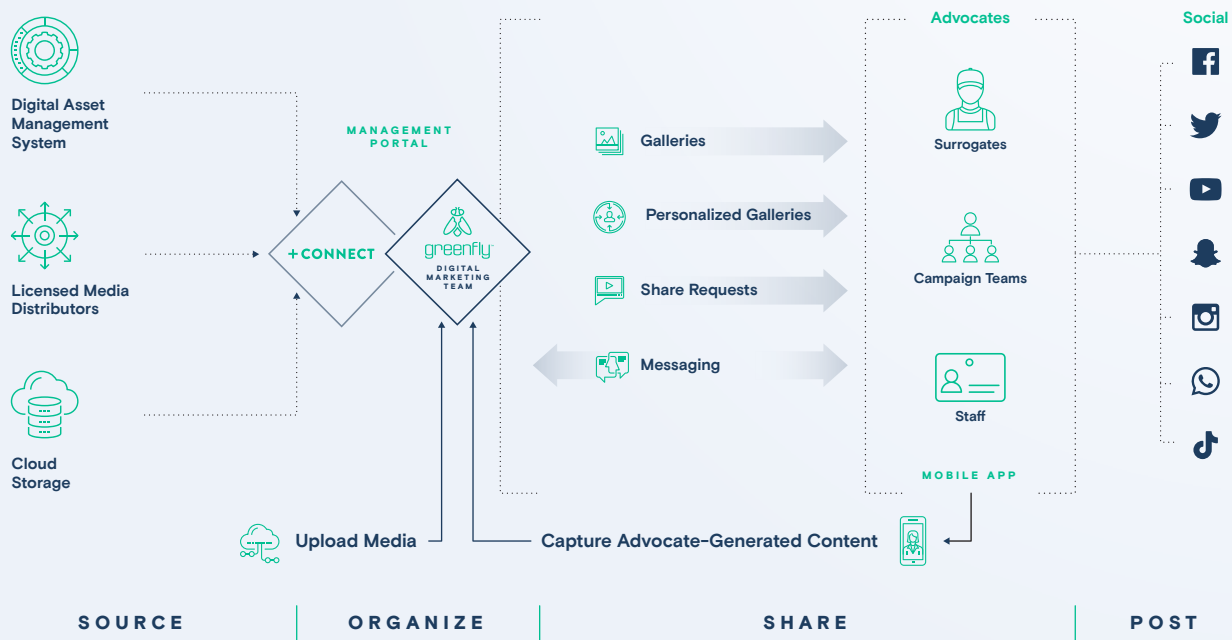 Digital Asset
Management
System
Licensed Media
Distributors
Cloud
Storage
MANAGEMENT
PORTAL
+CONNECT
greenfly™
DIGITAL
MARKETING
TEAM
Galleries
Personalized Galleries
Share Requests
Messaging
Advocates
Surrogates
Campaign Teams
Staff
MOBILE APP
Social
Upload Media
Capture Advocate-Generated Content
SOURCE
ORGANIZE
SHARE
POST